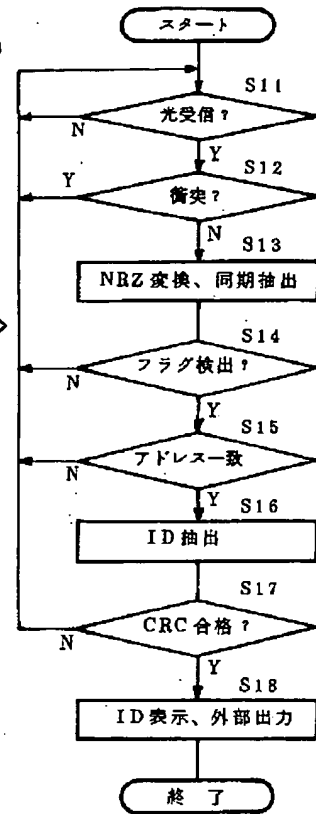 スタート
S11
光受信?
N
Y
S12
Y
衝突?
N
S13
NRZ変換、同期抽出
S14
フラグ検出?
N
Y
S15
アドレス一致
N
Y
S16
ID抽出
S17
CRC合格?
N
Y
S18
ID表示、外部出力
終了